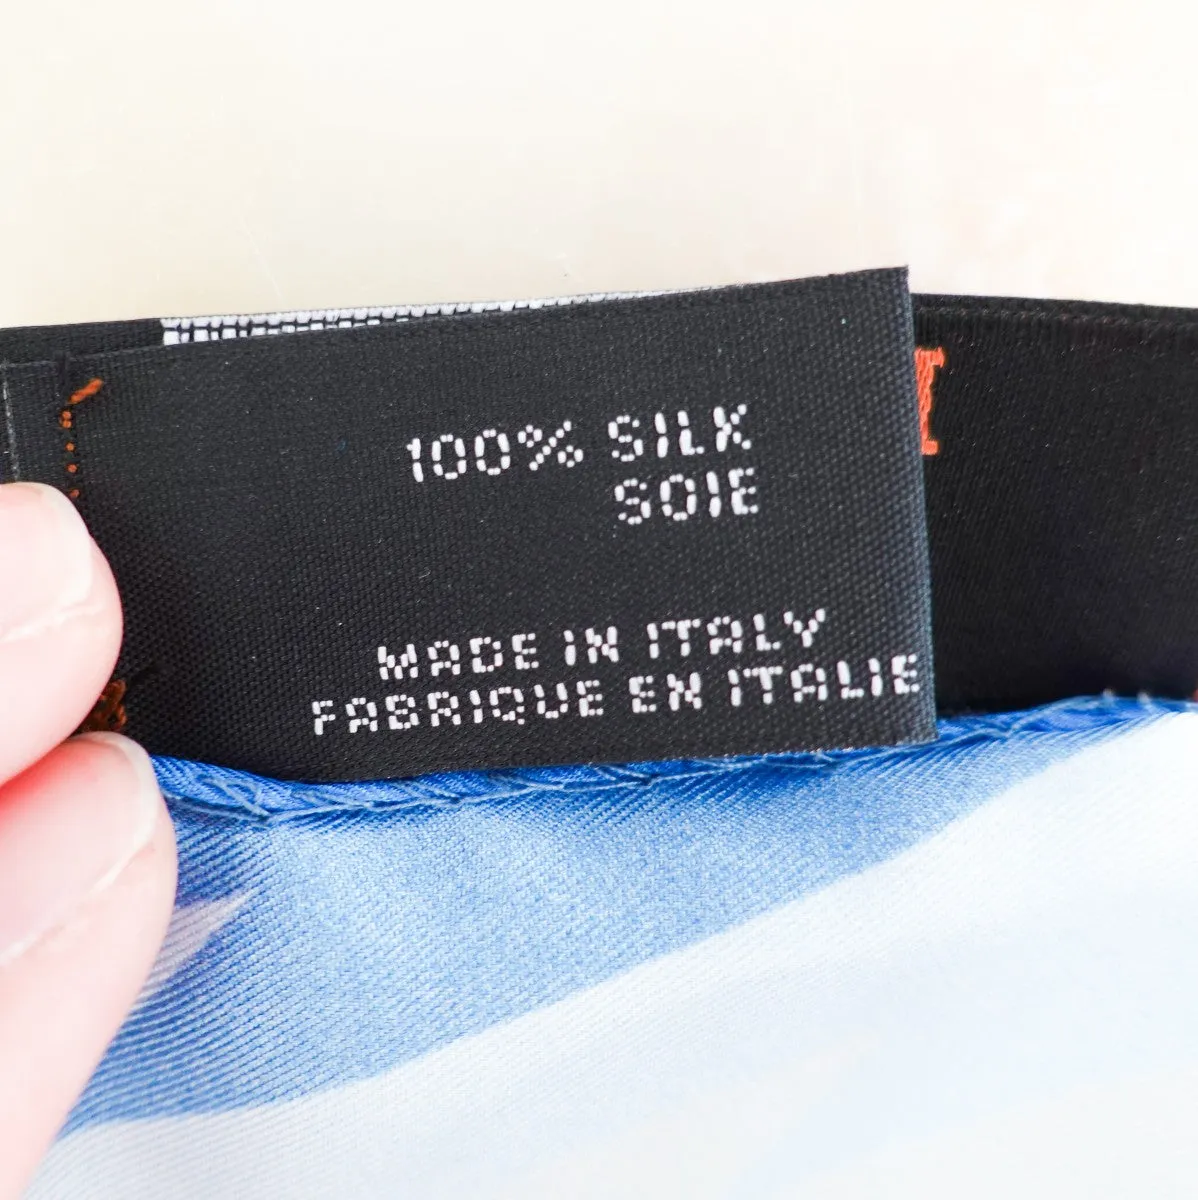 100% SILK
SOIE
MADE IN ITALY
FABRIQUE EN ITALIE